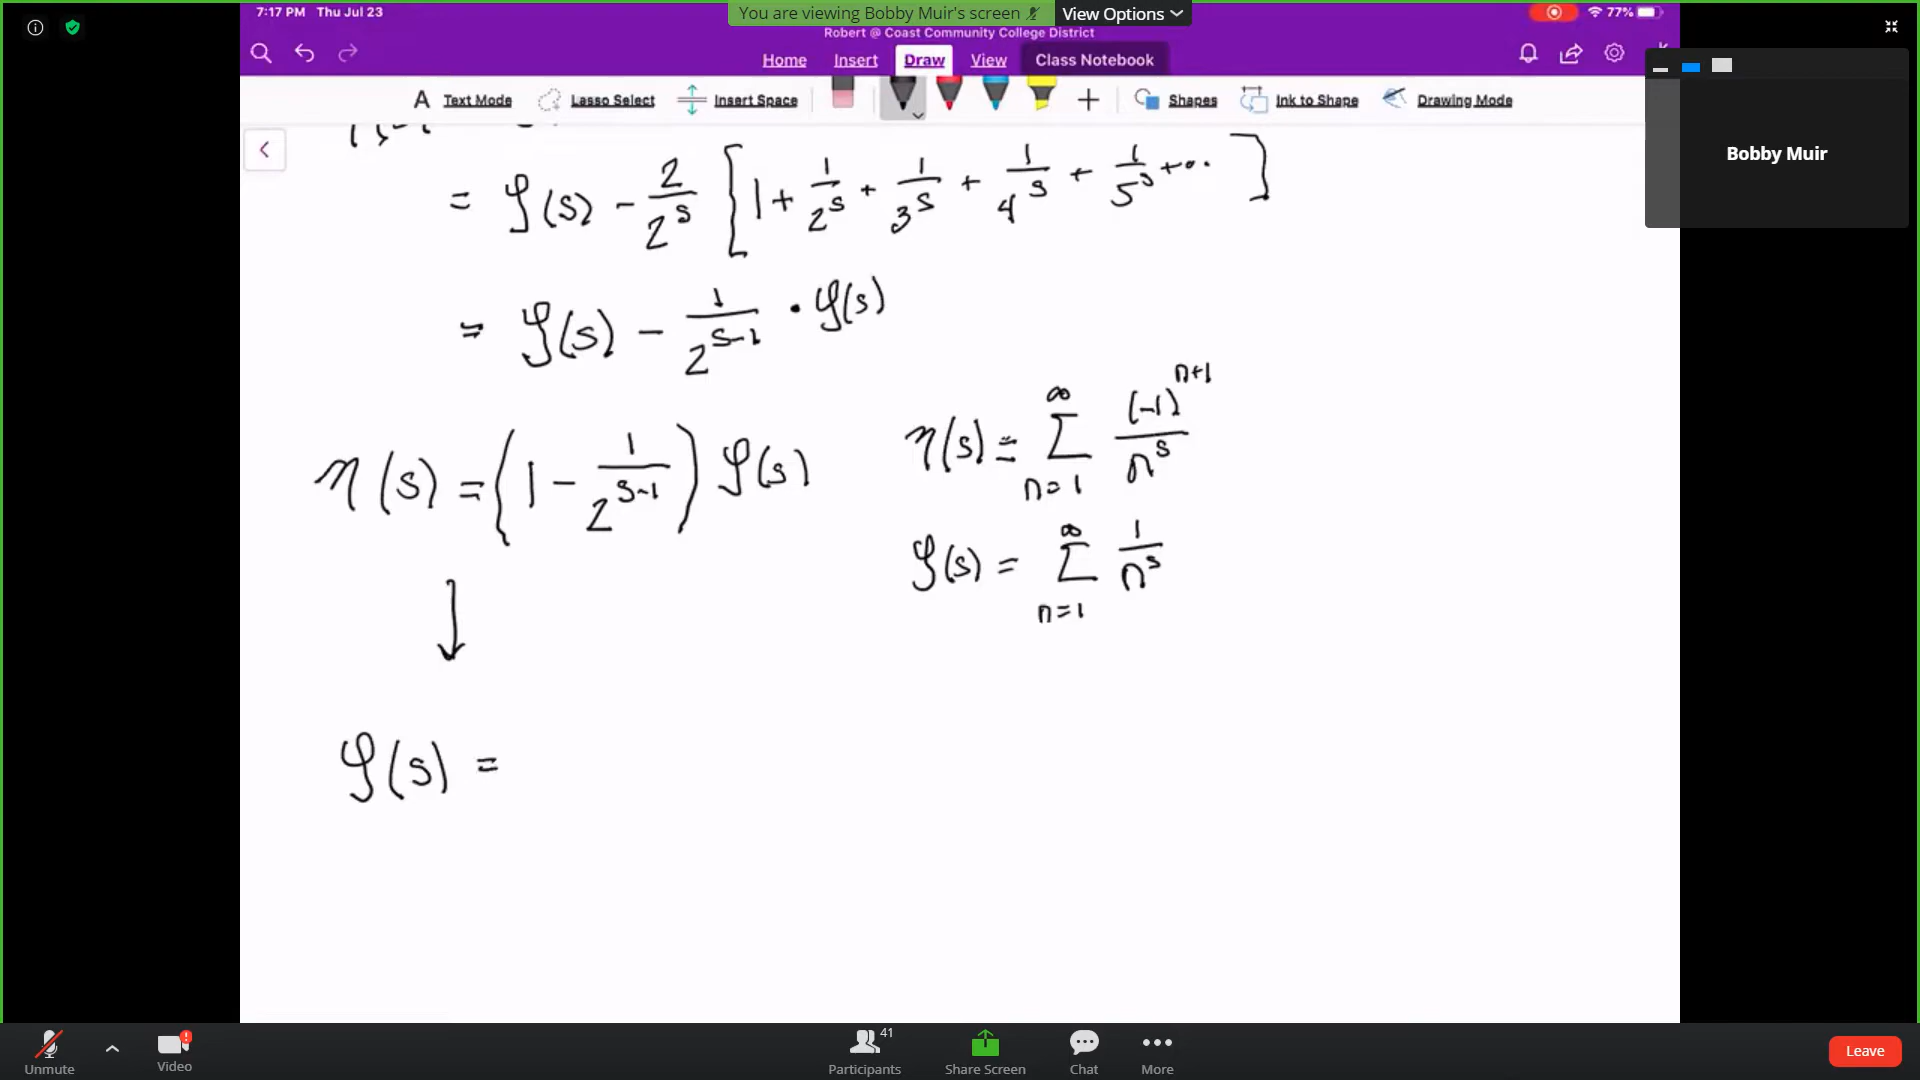 7:17 PM Thu Jul 23
You are viewing Bobby Muir's screen
View Options
77%
Robert @ Coast Community College District
Home Insert Draw View Class Notebook
Text Mode Lasso Select Insert Space Shapes Ink to Shape Drawing Mode
Bobby Muir
= ζ(s) - 2/2^s [1 + 1/2^s + 1/3^s + 1/4^s + 1/5^s + ...]
= ζ(s) - 1/2^(s-1) · ζ(s)
η(s) = (1 - 1/2^(s-1)) ζ(s)
η(s) = ∑_{n=1}^{∞} (-1)^(n+1)/n^s
ζ(s) = ∑_{n=1}^{∞} 1/n^s
↓
ζ(s) =
Unmute
Video
41
Participants
Share Screen
Chat
More
Leave